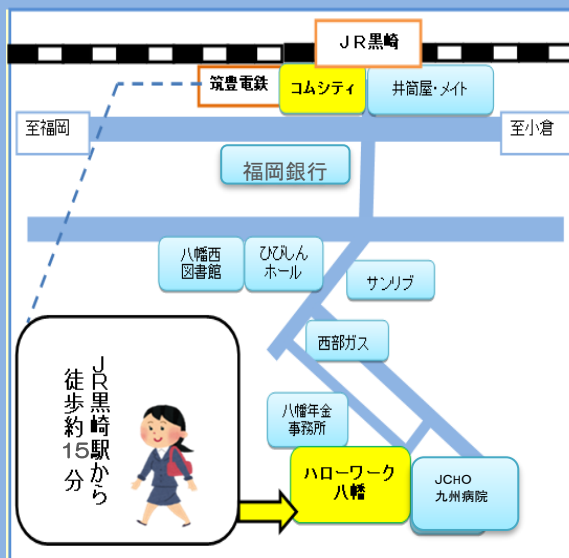 JR黒崎
筑豊電鉄
コムシティ
井筒屋・メイト
至福岡
至小倉
福岡銀行
八幡西
図書館
ひびしん
ホール
サンリブ
西部ガス
JR黒崎駅から
徒歩約15分
八幡年金
事務所
ハローワーク
八幡
JCHO
九州病院